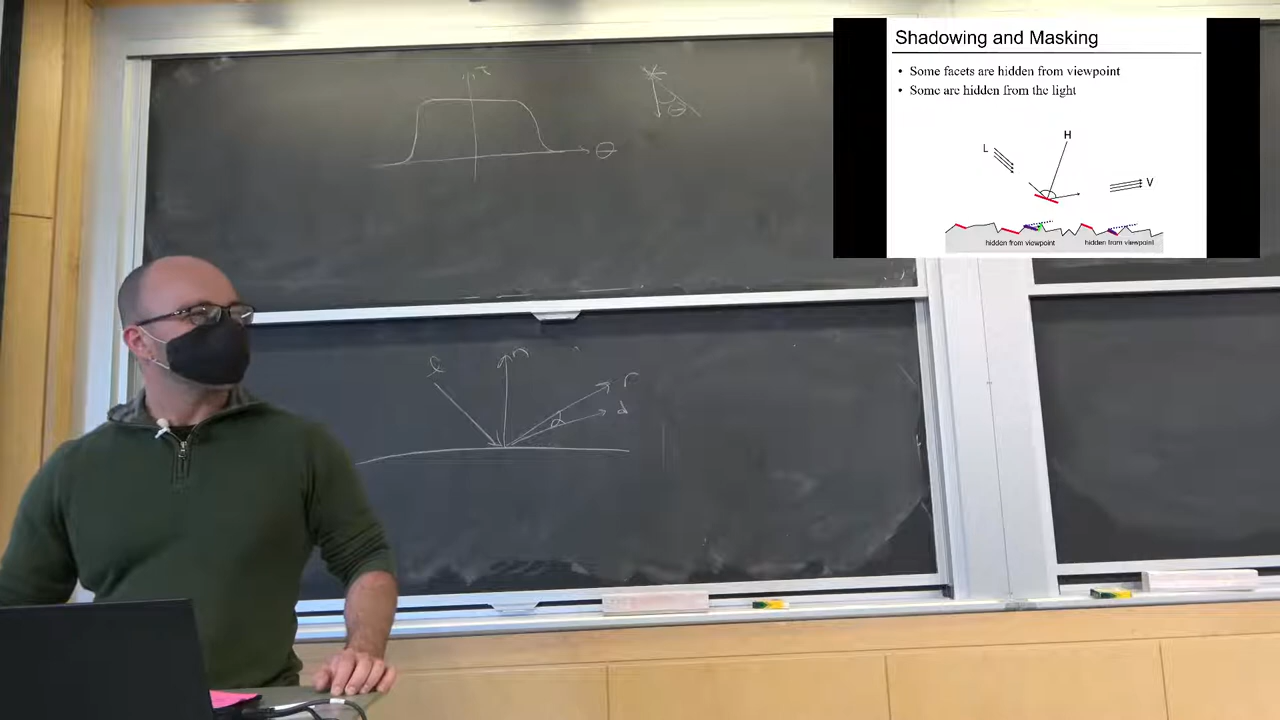 Shadowing and Masking
• Some facets are hidden from viewpoint
• Some are hidden from the light
H
L
V
hidden from viewpoint
hidden from viewpoint
θ
θ
l
n
r
α
d